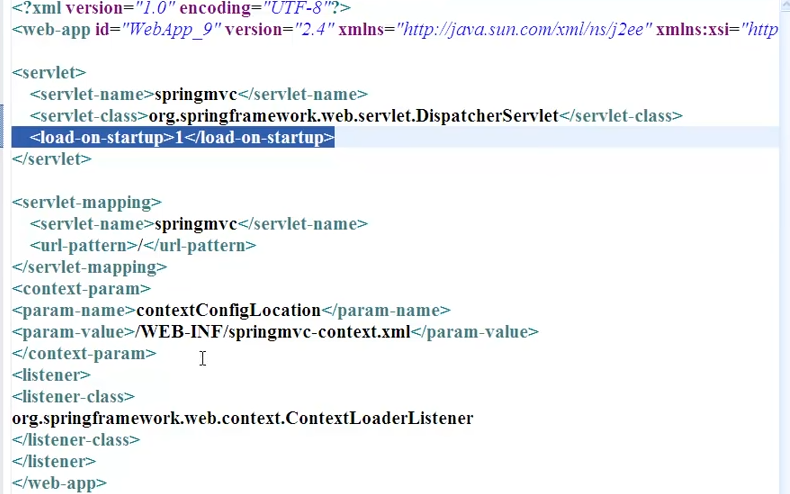 <?xml version="1.0" encoding="UTF-8"?>
<web-app id="WebApp_9" version="2.4" xmlns="http://java.sun.com/xml/ns/j2ee" xmlns:xsi="http
<servlet>
<servlet-name>springmvc</servlet-name>
<servlet-class>org.springframework.web.servlet.DispatcherServlet</servlet-class>
<load-on-startup>1</load-on-startup>
</servlet>
<servlet-mapping>
<servlet-name>springmvc</servlet-name>
<url-pattern>/</url-pattern>
</servlet-mapping>
<context-param>
<param-name>contextConfigLocation</param-name>
<param-value>/WEB-INF/springmvc-context.xml</param-value>
</context-param>
<listener>
<listener-class>
org.springframework.web.context.ContextLoaderListener
</listener-class>
</listener>
</web-app>